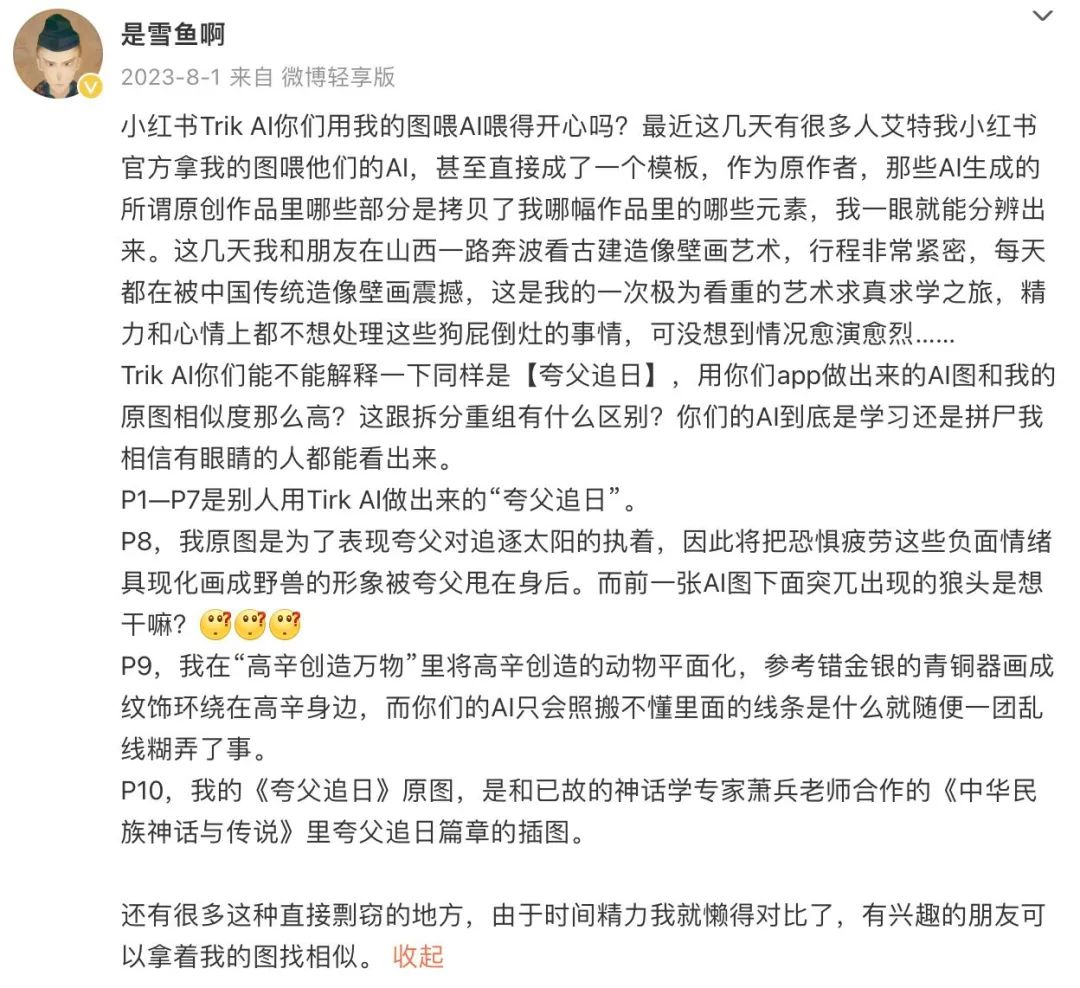 是雪鱼啊
2023-8-1 来自 微博轻享版
小红书Trik AI你们用我的图喂AI喂得开心吗？最近这几天有很多人艾特我小红书
官方拿我的图喂他们的AI，甚至直接成了一个模板，作为原作者，那些AI生成的
所谓原创作品里哪些部分是拷贝了我哪幅作品里的哪些元素，我一眼就能分辨出
来。这几天我和朋友在山西一路奔波看古建造像壁画艺术，行程非常紧密，每天
都在被中国传统造像壁画震撼，这是我的一次极为看重的艺术求真求学之旅，精
力和心情上都不想处理这些狗屁倒灶的事情，可没想到情况愈演愈烈......
Trik AI你们能不能解释一下同样是【夸父追日】，用你们app做出来的AI图和我的
原图相似度那么高？这跟拆分重组有什么区别？你们的AI到底是学习还是拼尸我
相信有眼睛的人都能看出来。
P1—P7是别人用Tirk AI做出来的“夸父追日”。
P8，我原图是为了表现夸父对追逐太阳的执着，因此将把恐惧疲劳这些负面情绪
具现化画成野兽的形象被夸父甩在身后。而前一张AI图下面突兀出现的狼头是想
干嘛？
P9，我在“高辛创造万物”里将高辛创造的动物平面化，参考错金银的青铜器画成
纹饰环绕在高辛身边，而你们的AI只会照搬不懂里面的线条是什么就随便一团乱
线糊弄了事。
P10，我的《夸父追日》原图，是和已故的神话学专家萧兵老师合作的《中华民
族神话与传说》里夸父追日篇章的插图。
还有很多这种直接剽窃的地方，由于时间精力我就懒得对比了，有兴趣的朋友可
以拿着我的图找相似。 收起